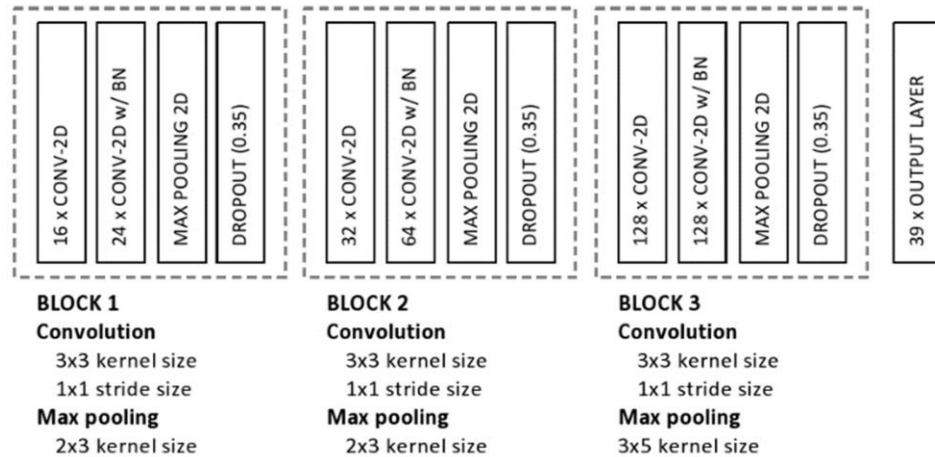 16 x CONV-2D
24 x CONV-2D w/ BN
MAX POOLING 2D
DROPOUT (0.35)
32 x CONV-2D
64 x CONV-2D w/ BN
MAX POOLING 2D
DROPOUT (0.35)
128 x CONV-2D
128 x CONV-2D w/ BN
MAX POOLING 2D
DROPOUT (0.35)
39 x OUTPUT LAYER
BLOCK 1
Convolution
3x3 kernel size
1x1 stride size
Max pooling
2x3 kernel size
BLOCK 2
Convolution
3x3 kernel size
1x1 stride size
Max pooling
2x3 kernel size
BLOCK 3
Convolution
3x3 kernel size
1x1 stride size
Max pooling
3x5 kernel size